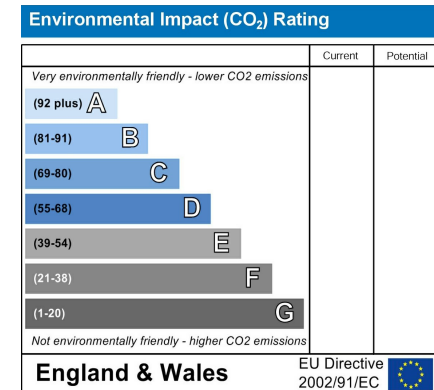 Environmental Impact (CO₂) Rating
Current Potential
Very environmentally friendly - lower CO2 emissions
(92 plus) A
(81-91) B
(69-80) C
(55-68) D
(39-54) E
(21-38) F
(1-20) G
Not environmentally friendly - higher CO2 emissions
England & Wales
EU Directive
2002/91/EC